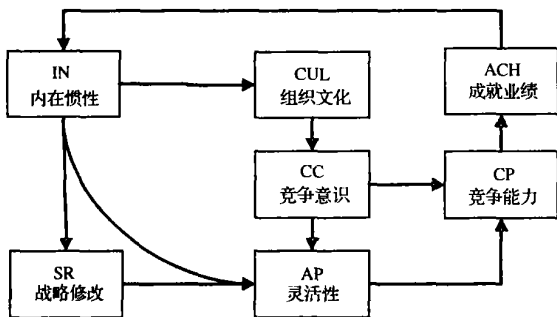 IN
内在惯性
CUL
组织文化
ACH
成就业绩
CC
竞争意识
CP
竞争能力
SR
战略修改
AP
灵活性